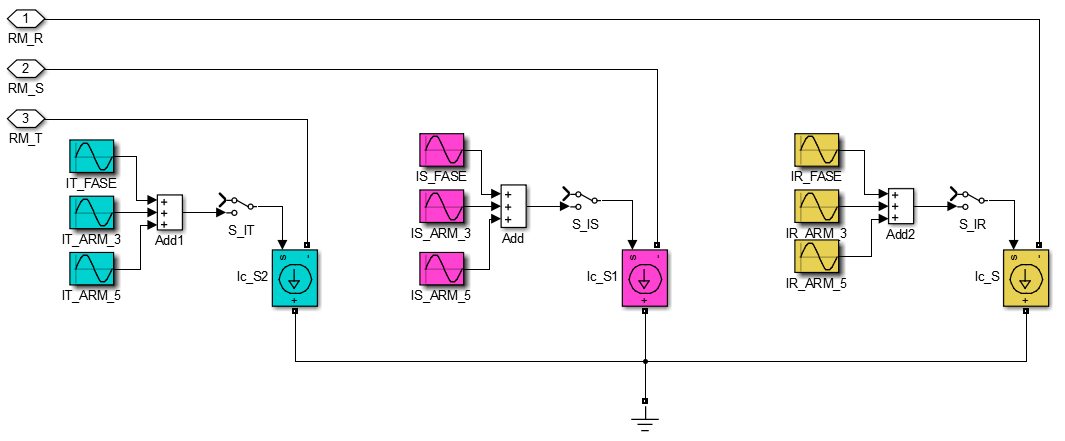 1
RM_R
2
RM_S
3
RM_T
IT_FASE
IT_ARM_3
IT_ARM_5
+
+
+
Add1
S_IT
Ic_S2
s
-
+
IS_FASE
IS_ARM_3
IS_ARM_5
+
+
+
Add
S_IS
Ic_S1
s
-
+
IR_FASE
IR_ARM_3
IR_ARM_5
+
+
+
Add2
S_IR
Ic_S
s
-
+